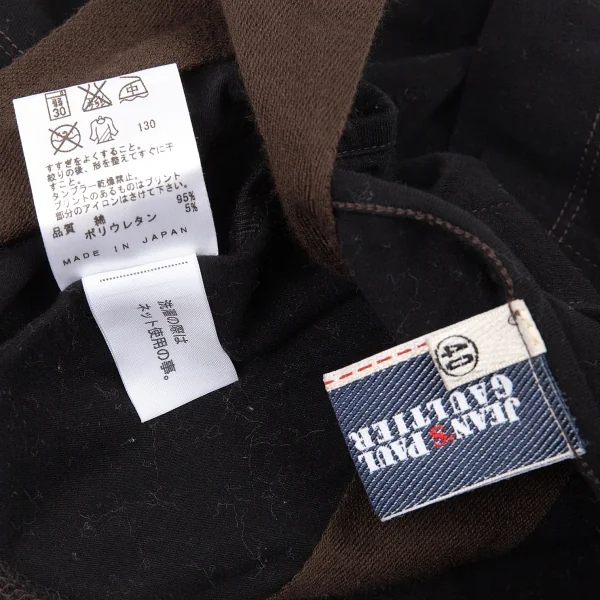 弱
30
中
130
すすぎをよくすること。
絞りの後、形を整えてすぐに干
すこと。
タンブラー乾燥禁止。
プリントのあるものはプリント
部分のアイロンはさけて下さい。
95%
品質 綿
5%
ポリウレタン
MADE IN JAPAN
洗濯の際は
ネット使用の事。
40
JEAN'S PAUL
GAULTIER